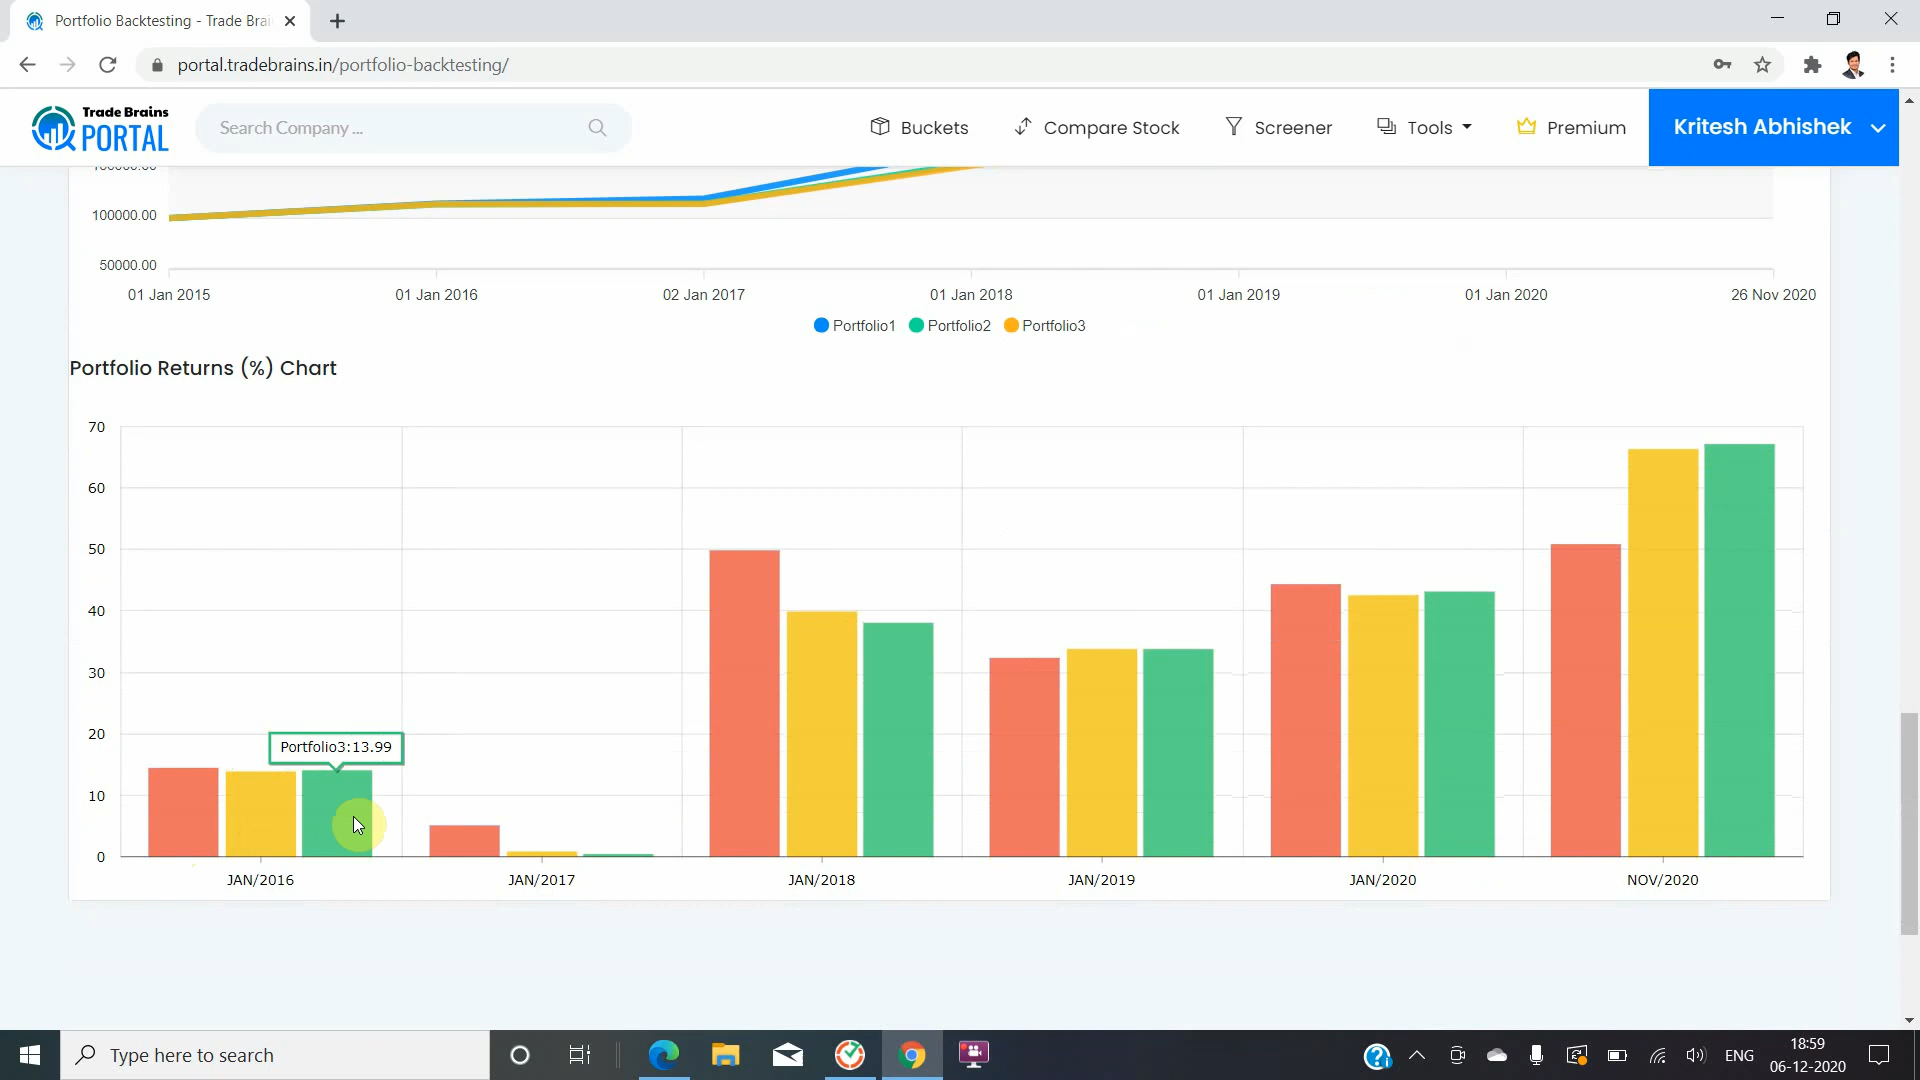 Portfolio Backtesting - Trade Brai
portal.tradebrains.in/portfolio-backtesting/
Trade Brains
PORTAL
Search Company ...
Buckets
Compare Stock
Screener
Tools
Premium
Kritesh Abhishek
100000.00
50000.00
01 Jan 2015
01 Jan 2016
02 Jan 2017
01 Jan 2018
01 Jan 2019
01 Jan 2020
26 Nov 2020
Portfolio1
Portfolio2
Portfolio3
Portfolio Returns (%) Chart
70
60
50
40
30
20
10
0
Portfolio3:13.99
JAN/2016
JAN/2017
JAN/2018
JAN/2019
JAN/2020
NOV/2020
Type here to search
ENG
18:59
06-12-2020